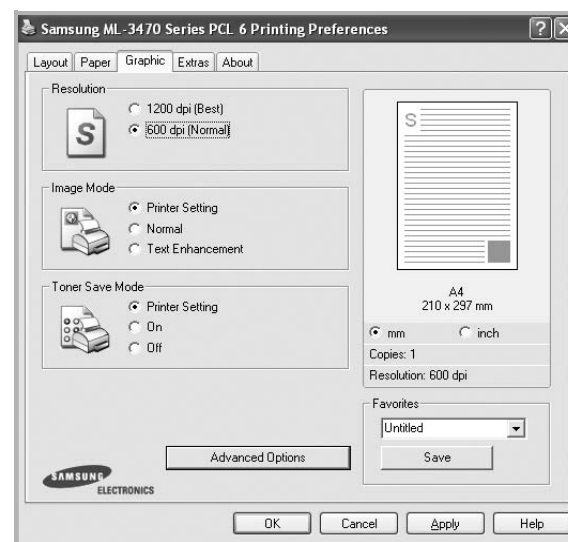 Samsung ML-3470 Series PCL 6 Printing Preferences
Layout Paper Graphic Extras About
Resolution
1200 dpi (Best)
600 dpi (Normal)
S
Image Mode
Printer Setting
Normal
Text Enhancement
Toner Save Mode
Printer Setting
On
Off
Advanced Options
SAMSUNG
ELECTRONICS
S
A4
210 x 297 mm
mm inch
Copies: 1
Resolution: 600 dpi
Favorites
Untitled
Save
OK Cancel Apply Help